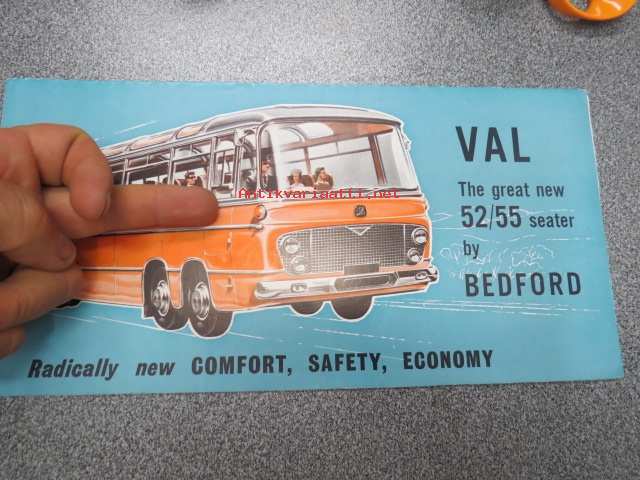 VAL
The great new
52/55 seater
by
BEDFORD
Antikvariaatti.net
Radically new COMFORT, SAFETY, ECONOMY